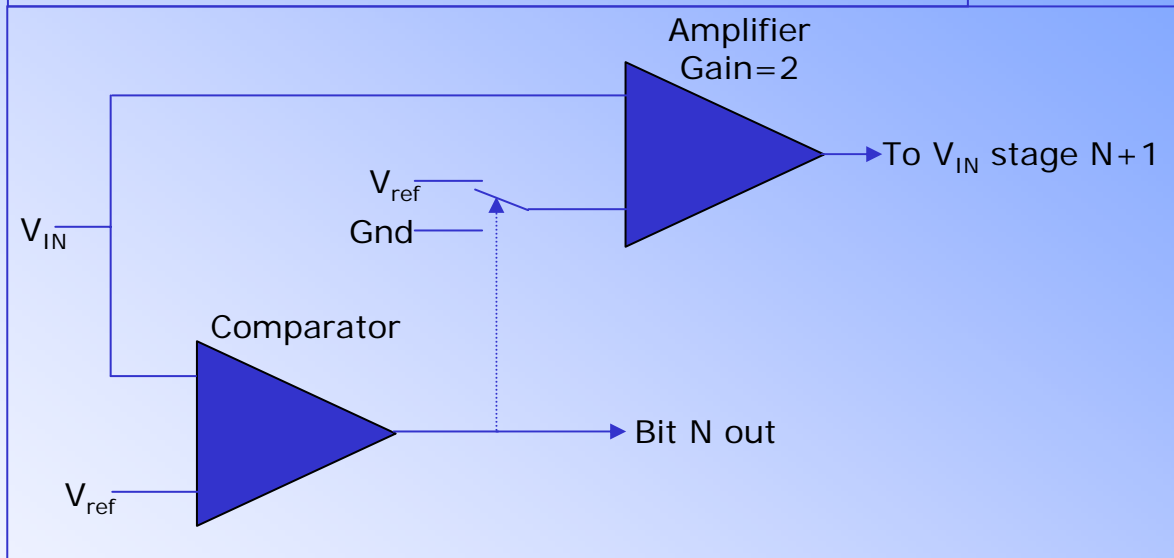 Amplifier
Gain=2
To V_IN stage N+1
V_ref
Gnd
V_IN
Comparator
Bit N out
V_ref